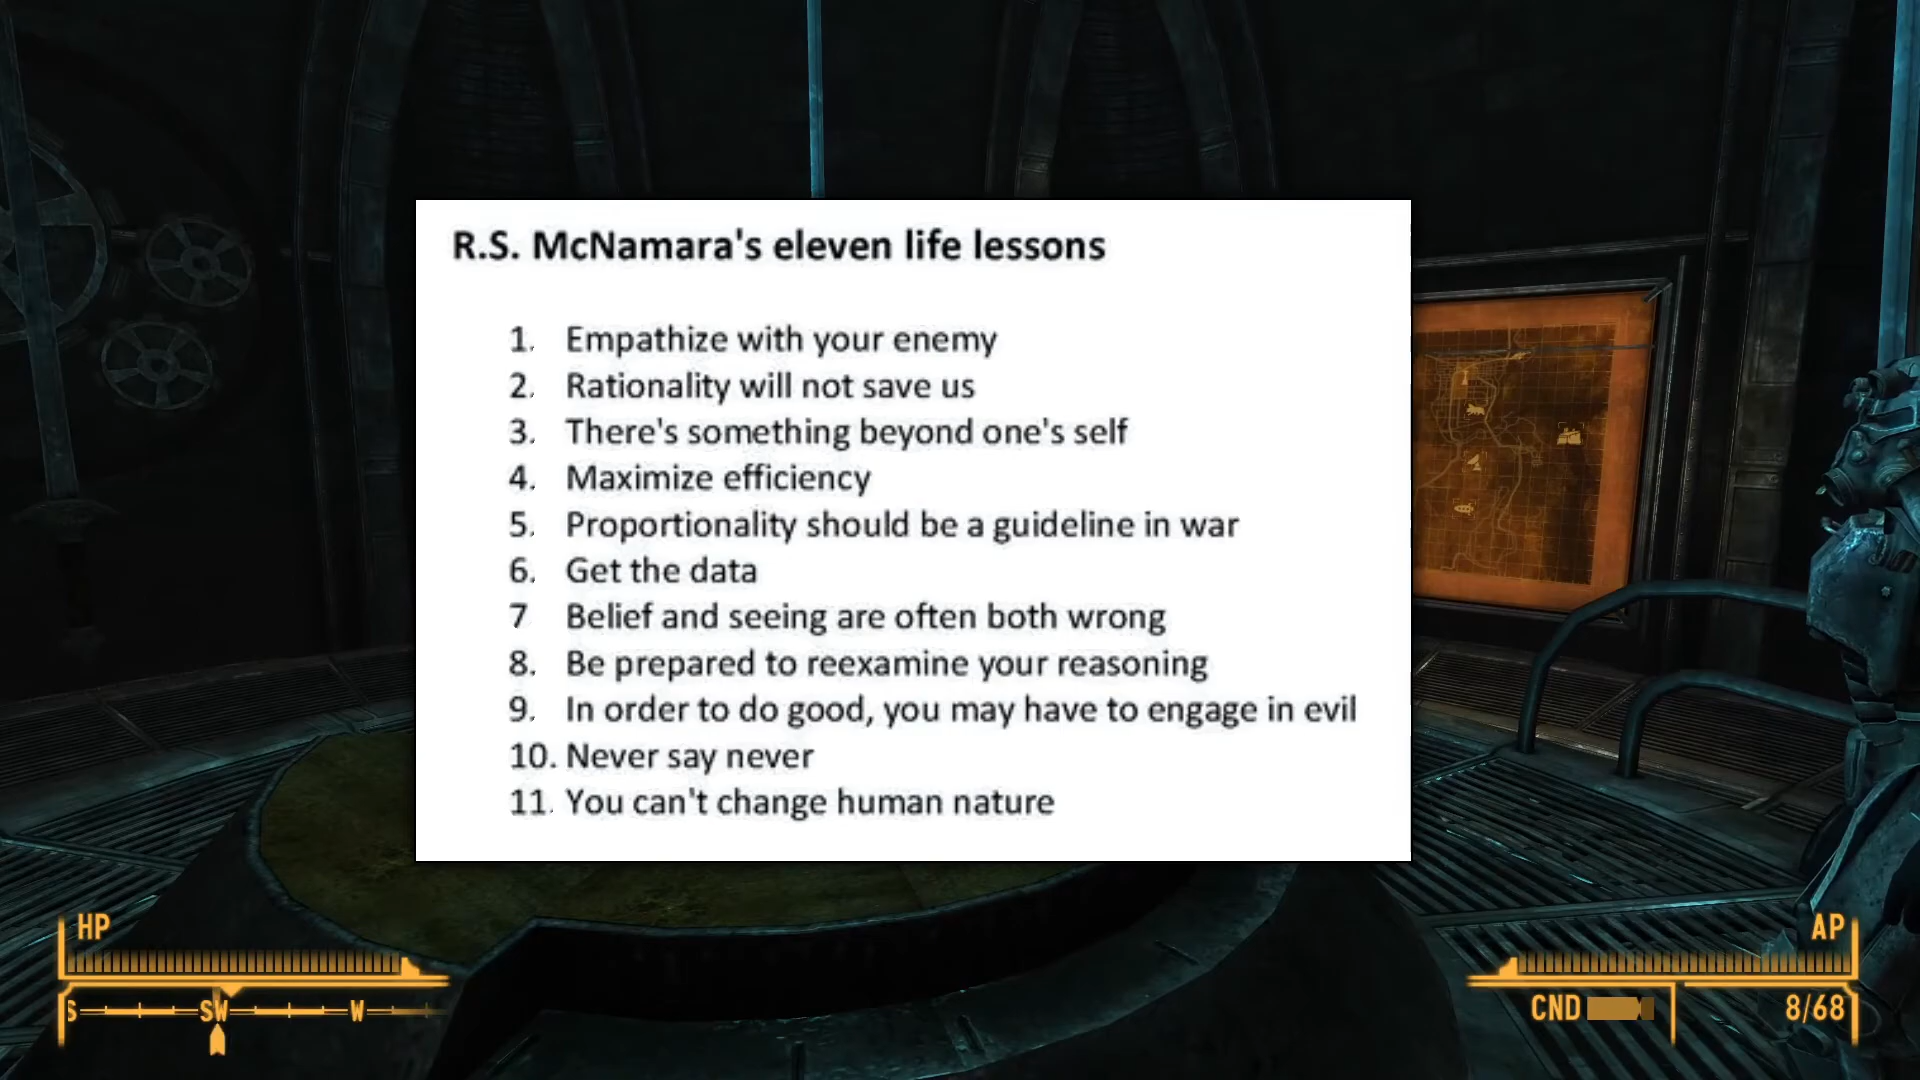 R.S. McNamara's eleven life lessons
1. Empathize with your enemy
2. Rationality will not save us
3. There's something beyond one's self
4. Maximize efficiency
5. Proportionality should be a guideline in war
6. Get the data
7 Belief and seeing are often both wrong
8. Be prepared to reexamine your reasoning
9. In order to do good, you may have to engage in evil
10. Never say never
11. You can't change human nature
HP
S SW W
AP
CND 8/68